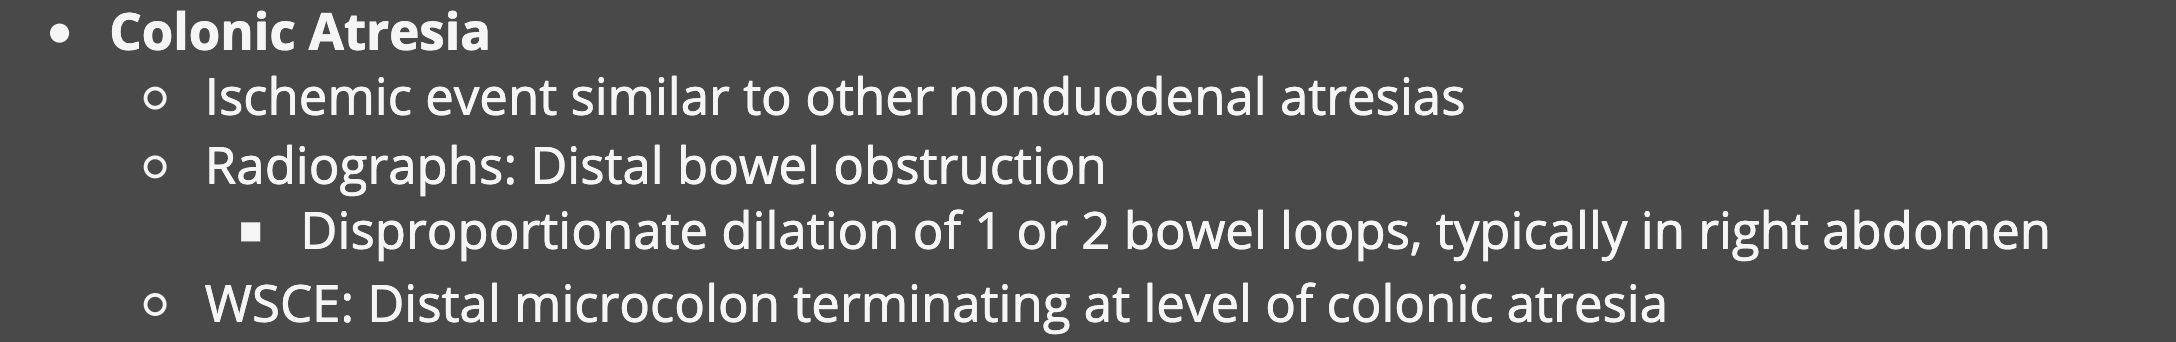 • Colonic Atresia
○ Ischemic event similar to other nonduodenal atresias
○ Radiographs: Distal bowel obstruction
■ Disproportionate dilation of 1 or 2 bowel loops, typically in right abdomen
○ WSCE: Distal microcolon terminating at level of colonic atresia